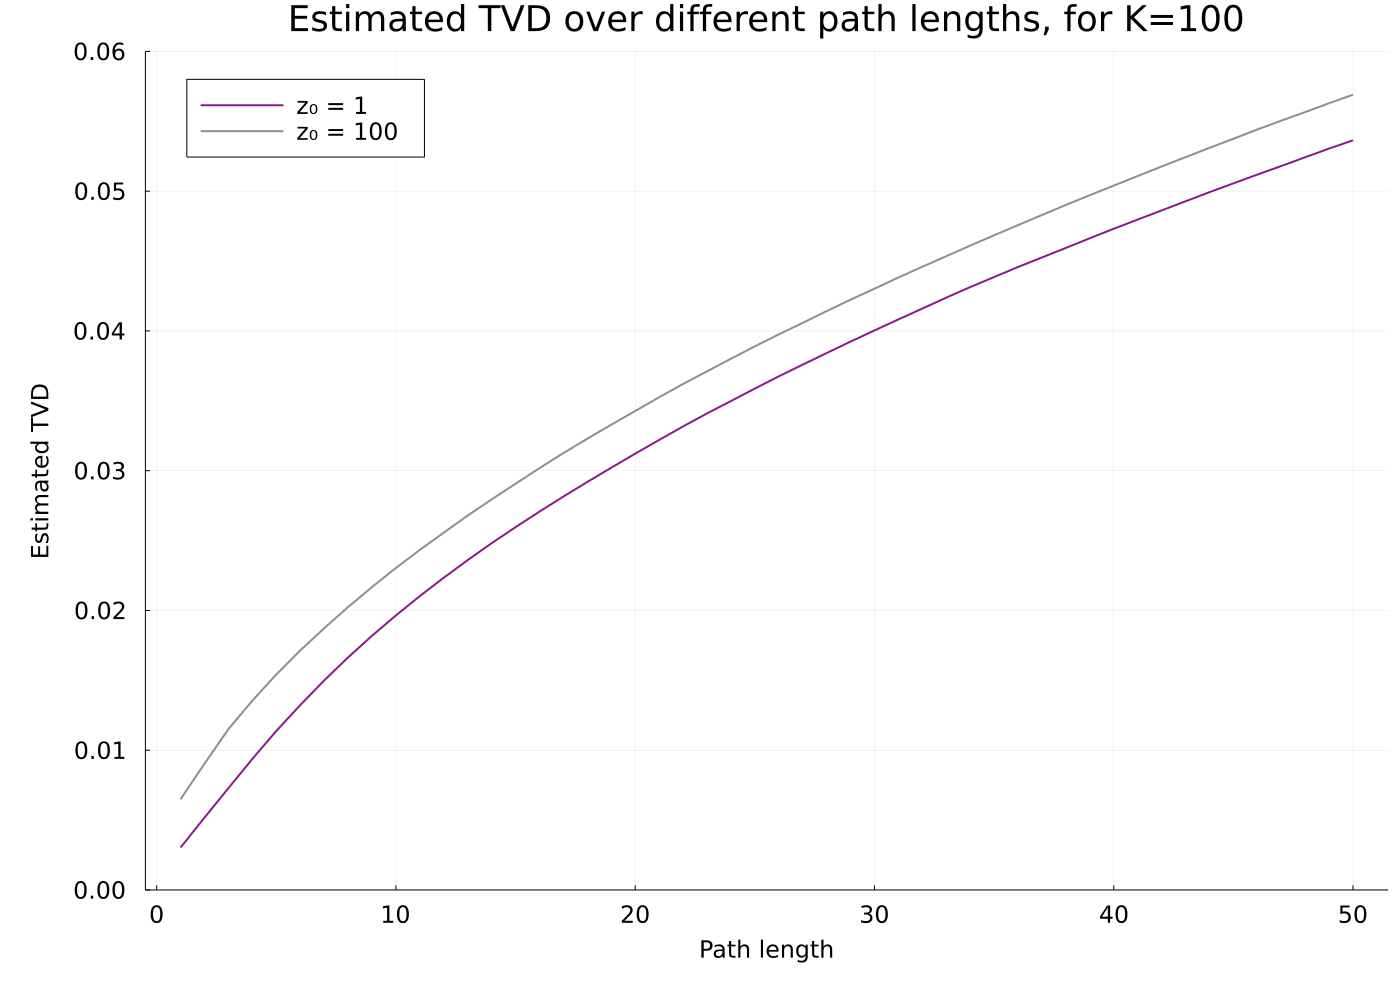 Estimated TVD over different path lengths, for K=100
z₀ = 1
z₀ = 100
0.06
0.05
0.04
0.03
0.02
0.01
0.00
Estimated TVD
0 10 20 30 40 50
Path length